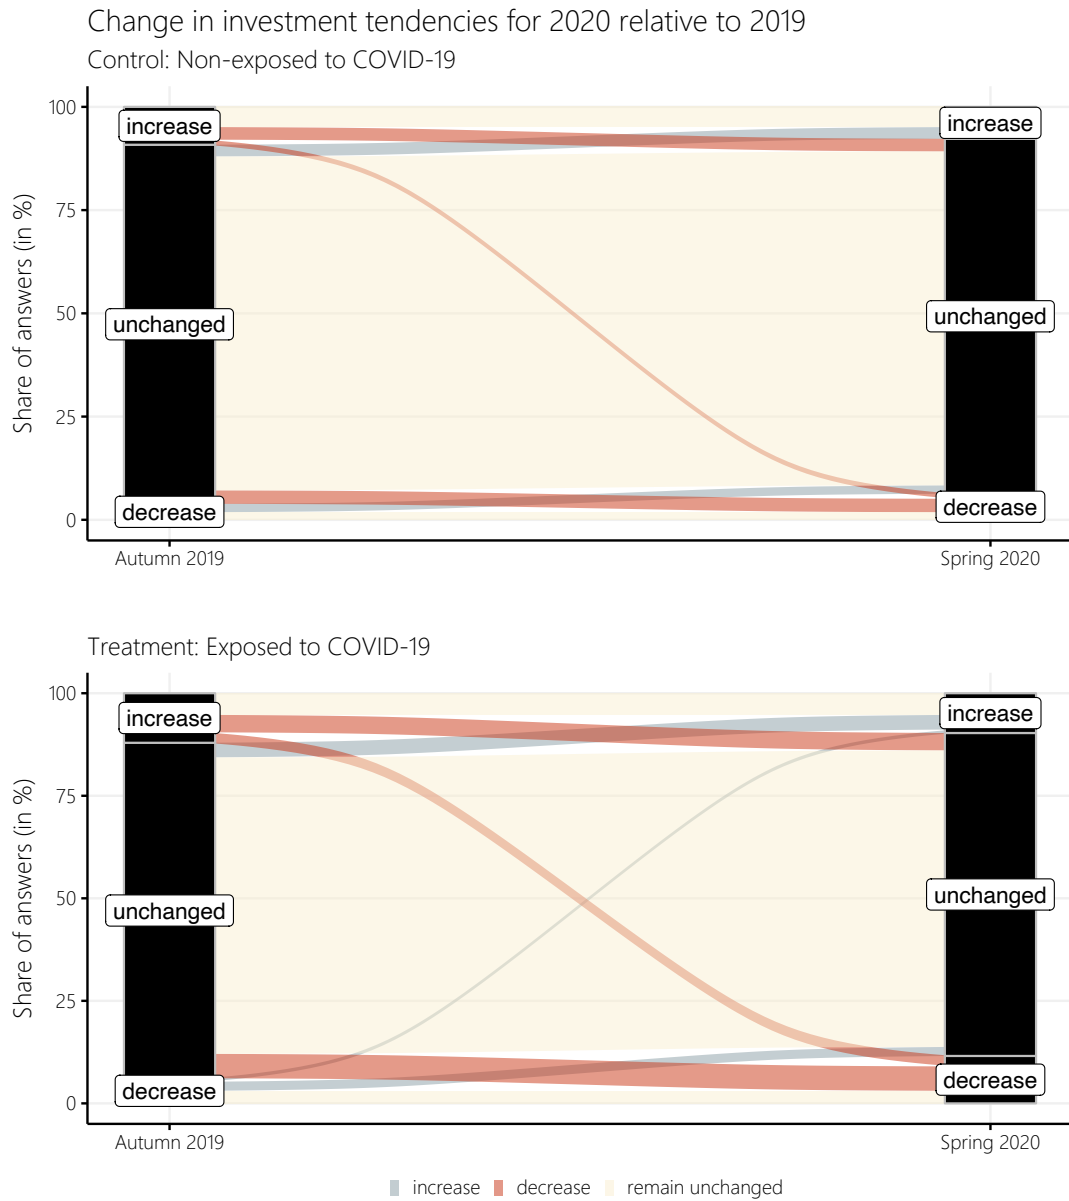 Change in investment tendencies for 2020 relative to 2019
Control: Non-exposed to COVID-19
Share of answers (in %)
100
75
50
25
0
increase
unchanged
decrease
increase
unchanged
decrease
Autumn 2019
Spring 2020
Treatment: Exposed to COVID-19
Share of answers (in %)
100
75
50
25
0
increase
unchanged
decrease
increase
unchanged
decrease
Autumn 2019
Spring 2020
increase decrease remain unchanged